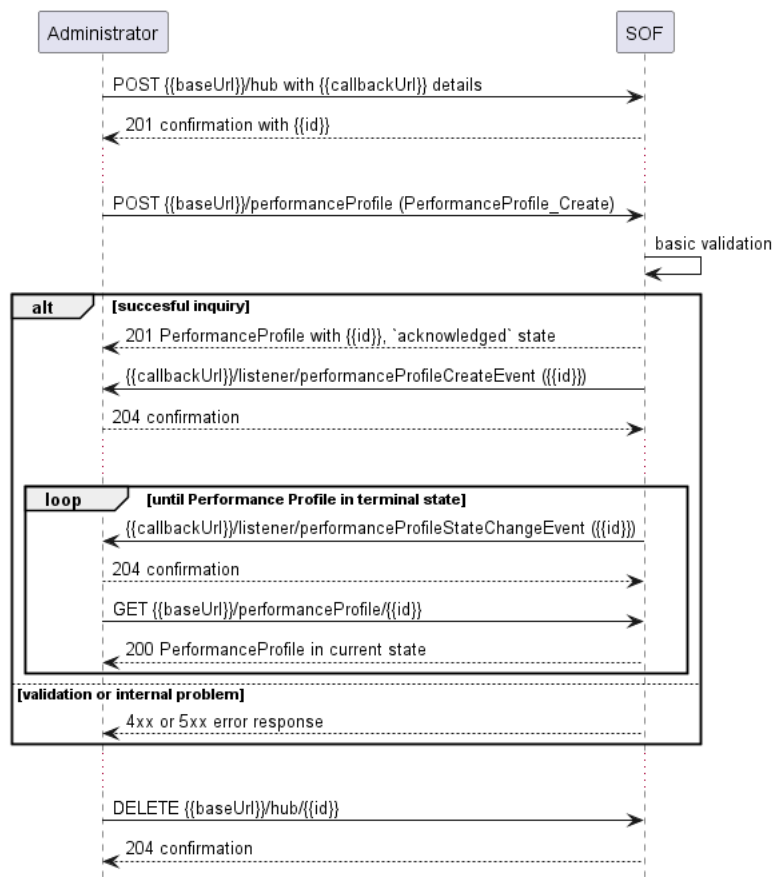 Administrator
SOF
POST {{baseUrl}}/hub with {{callbackUrl}} details
201 confirmation with {{id}}
POST {{baseUrl}}/performanceProfile (PerformanceProfile_Create)
basic validation
alt
[succesful inquiry]
201 PerformanceProfile with {{id}}, `acknowledged` state
{{callbackUrl}}/listener/performanceProfileCreateEvent ({{id}})
204 confirmation
loop
[until Performance Profile in terminal state]
{{callbackUrl}}/listener/performanceProfileStateChangeEvent ({{id}})
204 confirmation
GET {{baseUrl}}/performanceProfile/{{id}}
200 PerformanceProfile in current state
[validation or internal problem]
4xx or 5xx error response
DELETE {{baseUrl}}/hub/{{id}}
204 confirmation